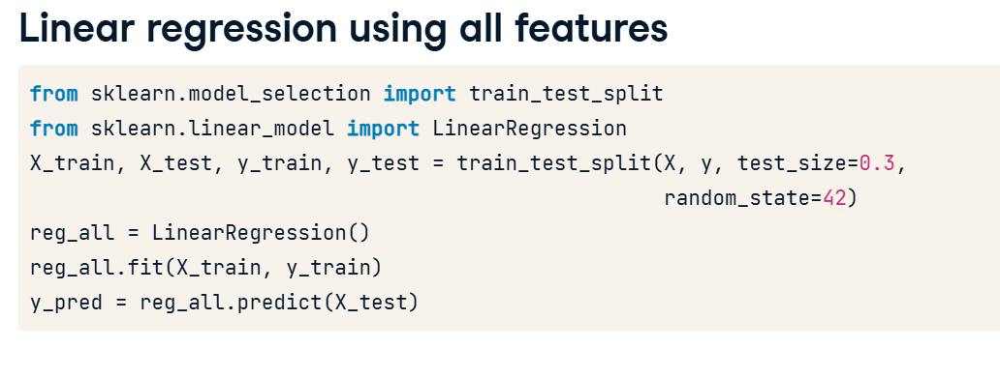 Linear regression using all features
from sklearn.model_selection import train_test_split
from sklearn.linear_model import LinearRegression
X_train, X_test, y_train, y_test = train_test_split(X, y, test_size=0.3,
random_state=42)
reg_all = LinearRegression()
reg_all.fit(X_train, y_train)
y_pred = reg_all.predict(X_test)